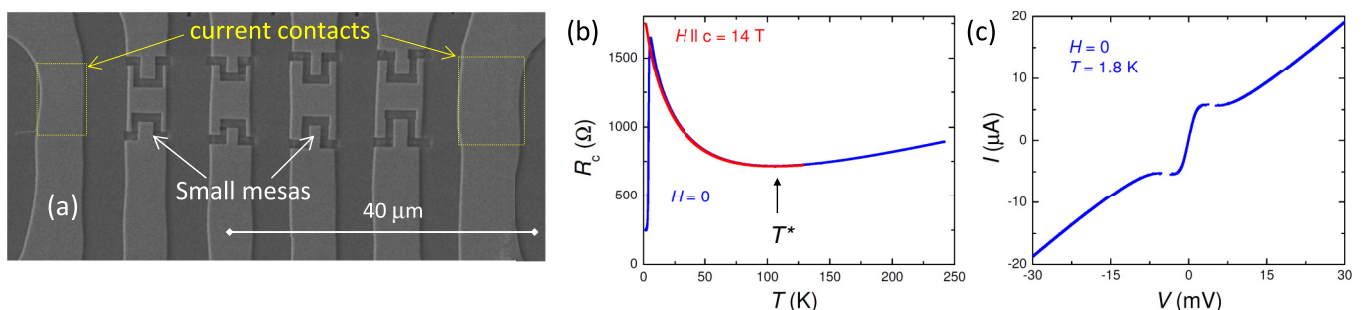 current contacts
Small mesas
(a)
40 μm
(b)
H || c = 14 T
H = 0
T*
1500
1000
500
0
R_c (Ω)
0 50 100 150 200 250
T (K)
(c)
H = 0
T = 1.8 K
20
10
0
-10
-20
I (μA)
-30 -15 0 15 30
V (mV)